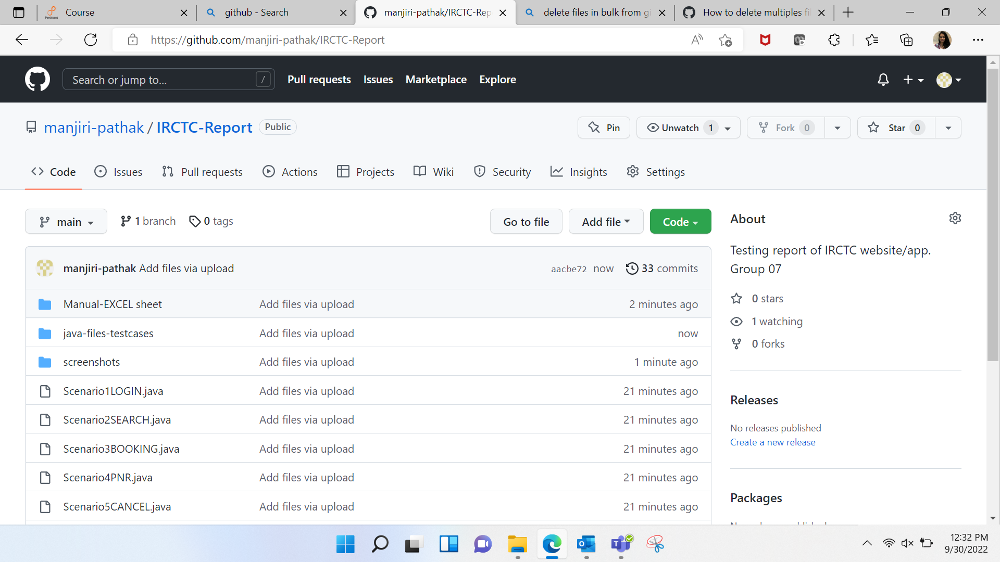 Course
github - Search
manjiri-pathak/IRCTC-Rep
delete files in bulk from gi
How to delete multiples fi
https://github.com/manjiri-pathak/IRCTC-Report
Search or jump to...
/
Pull requests
Issues
Marketplace
Explore
manjiri-pathak / IRCTC-Report
Public
Pin
Unwatch 1
Fork 0
Star 0
Code
Issues
Pull requests
Actions
Projects
Wiki
Security
Insights
Settings
main
1 branch
0 tags
Go to file
Add file
Code
manjiri-pathak Add files via upload
aacbe72 now
33 commits
Manual-EXCEL sheet Add files via upload 2 minutes ago
java-files-testcases Add files via upload now
screenshots Add files via upload 1 minute ago
Scenario1LOGIN.java Add files via upload 21 minutes ago
Scenario2SEARCH.java Add files via upload 21 minutes ago
Scenario3BOOKING.java Add files via upload 21 minutes ago
Scenario4PNR.java Add files via upload 21 minutes ago
Scenario5CANCEL.java Add files via upload 21 minutes ago
About
Testing report of IRCTC website/app.
Group 07
0 stars
1 watching
0 forks
Releases
No releases published
Create a new release
Packages
12:32 PM
9/30/2022